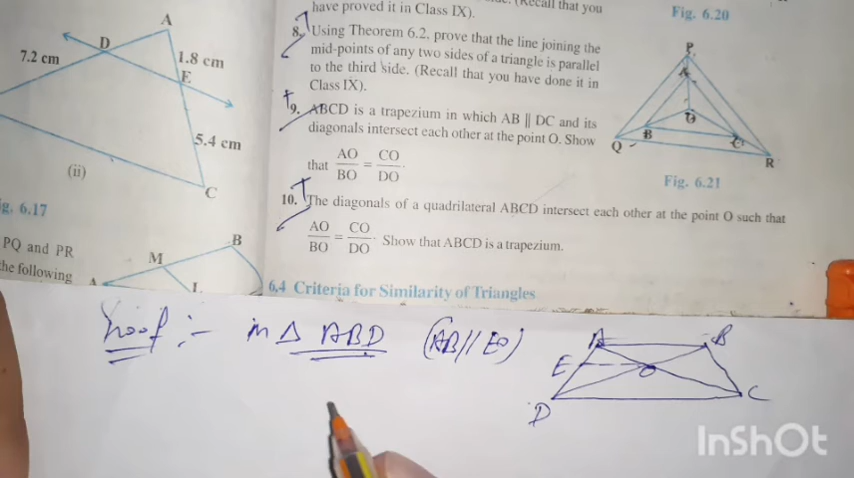 have proved it in Class IX).
8. Using Theorem 6.2, prove that the line joining the
mid-points of any two sides of a triangle is parallel
to the third side. (Recall that you have done it in
Class IX).
9. ABCD is a trapezium in which AB || DC and its
diagonals intersect each other at the point O. Show
that AO/BO = CO/DO.
10. The diagonals of a quadrilateral ABCD intersect each other at the point O such that
AO/BO = CO/DO. Show that ABCD is a trapezium.
6.4 Criteria for Similarity of Triangles
A
D
7.2 cm
1.8 cm
E
5.4 cm
(ii)
C
6.17
PQ and PR
the following
B
M
A
L
Fig. 6.20
P
A
O
B
C
Q
R
Fig. 6.21
Proof :- in Δ ABD (AB//EO)
A
B
E
O
D
C
InShOt